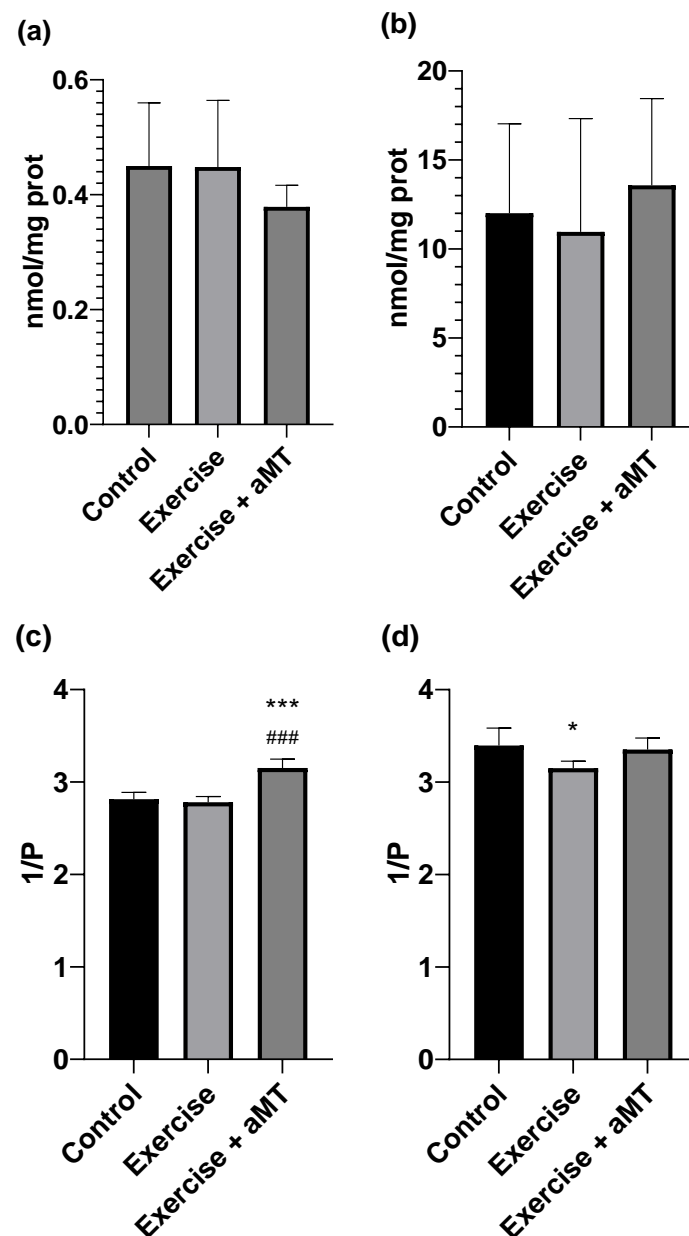 (a)
nmol/mg prot
0.6
0.4
0.2
0.0
Control
Exercise
Exercise + aMT
(b)
nmol/mg prot
20
15
10
5
0
Control
Exercise
Exercise + aMT
(c)
1/P
4
3
2
1
0
***
###
Control
Exercise
Exercise + aMT
(d)
1/P
4
3
2
1
0
*
Control
Exercise
Exercise + aMT